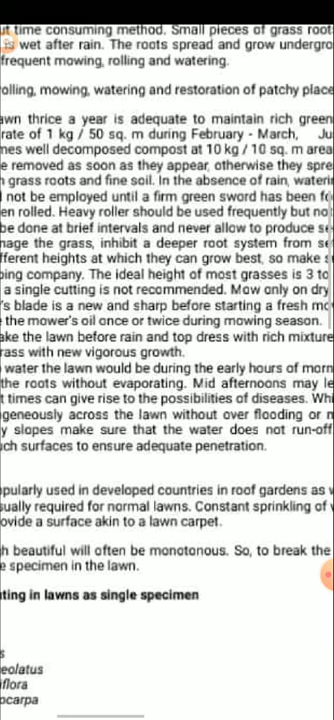 ut time consuming method. Small pieces of grass root
is wet after rain. The roots spread and grow undergro
frequent mowing, rolling and watering.
olling, mowing, watering and restoration of patchy place
awn thrice a year is adequate to maintain rich green
rate of 1 kg / 50 sq. m during February - March, Ju
mes well decomposed compost at 10 kg / 10 sq. m area
e removed as soon as they appear, otherwise they spre
n grass roots and fine soil. In the absence of rain, wateri
l not be employed until a firm green sword has been fo
en rolled. Heavy roller should be used frequently but no
be done at brief intervals and never allow to produce s
nage the grass, inhibit a deeper root system from s
fferent heights at which they can grow best, so make s
ping company. The ideal height of most grasses is 3 to
a single cutting is not recommended. Mow only on dry
's blade is a new and sharp before starting a fresh mo
the mower's oil once or twice during mowing season.
ake the lawn before rain and top dress with rich mixture
rass with new vigorous growth.
water the lawn would be during the early hours of morn
the roots without evaporating. Mid afternoons may le
t times can give rise to the possibilities of diseases. Whi
geneously across the lawn without over flooding or n
y slopes make sure that the water does not run-off
uch surfaces to ensure adequate penetration.
opularly used in developed countries in roof gardens as
sually required for normal lawns. Constant sprinkling of
ovide a surface akin to a lawn carpet.
h beautiful will often be monotonous. So, to break the
e specimen in the lawn.
ting in lawns as single specimen
s
eolatus
iflora
ocarpa